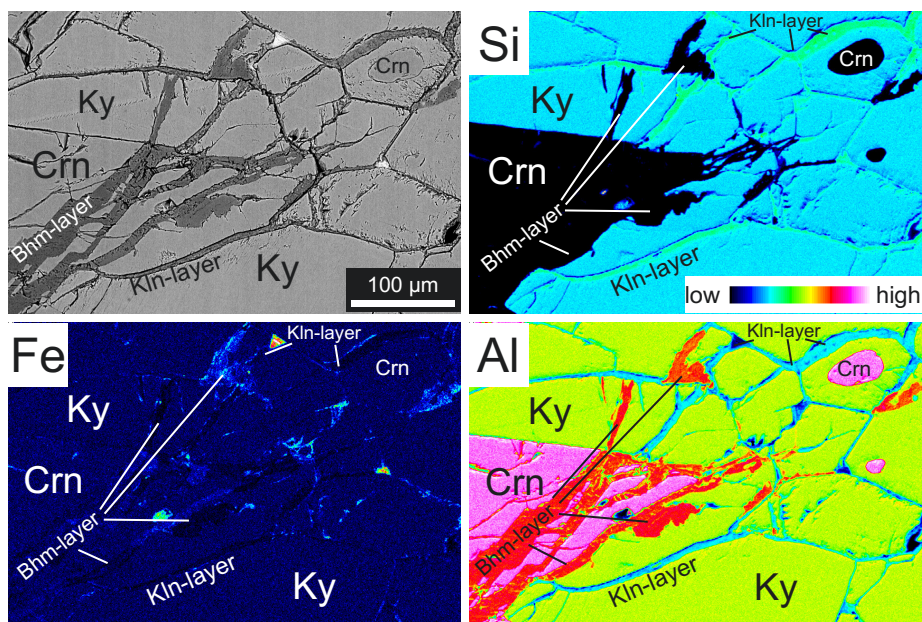 Ky
Crn
Crn
Bhm-layer
Kln-layer
Ky
100 µm
Si
Kln-layer
Crn
Ky
Crn
Bhm-layer
Kln-layer
Ky
low
high
Fe
Kln-layer
Crn
Ky
Crn
Bhm-layer
Kln-layer
Ky
Al
Kln-layer
Crn
Ky
Crn
Bhm-layer
Kln-layer
Ky